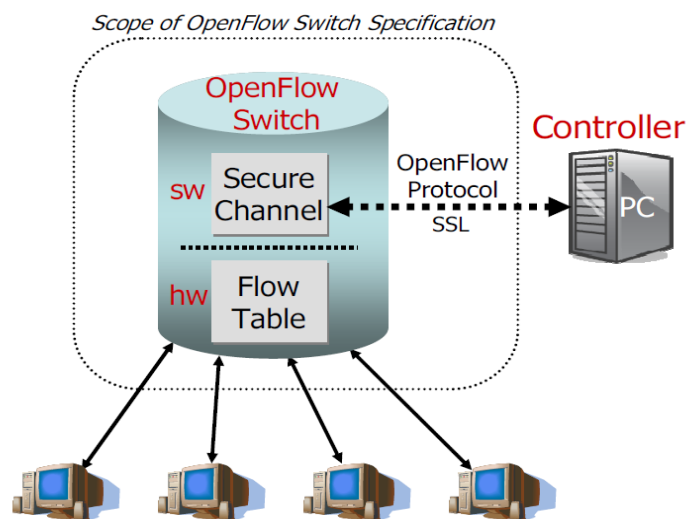 Scope of OpenFlow Switch Specification
OpenFlow
Switch
Controller
sw
Secure
Channel
OpenFlow
Protocol
SSL
PC
hw
Flow
Table